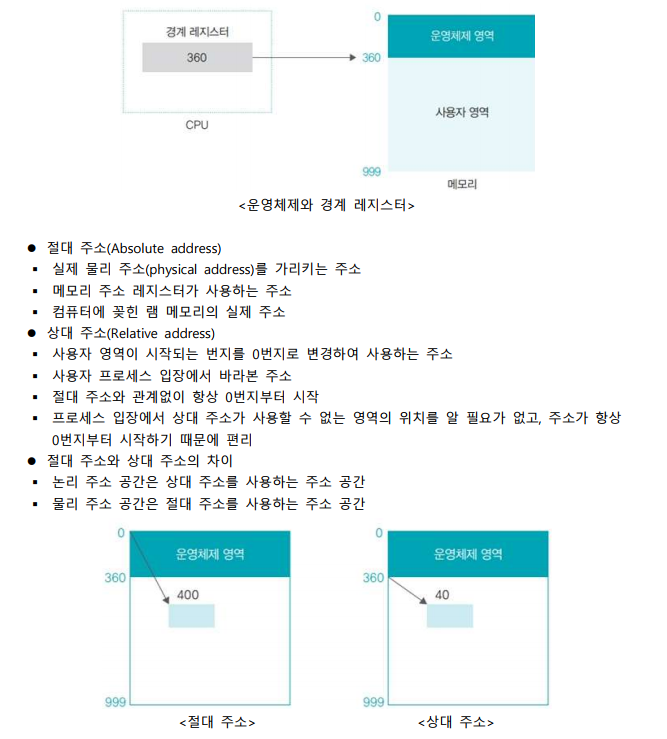 0
경계 레지스터
운영체제 영역
360
360
사용자 영역
CPU
999
메모리
<운영체제와 경계 레지스터>
● 절대 주소(Absolute address)
▪ 실제 물리 주소(physical address)를 가리키는 주소
▪ 메모리 주소 레지스터가 사용하는 주소
▪ 컴퓨터에 꽂힌 램 메모리의 실제 주소
● 상대 주소(Relative address)
▪ 사용자 영역이 시작되는 번지를 0번지로 변경하여 사용하는 주소
▪ 사용자 프로세스 입장에서 바라본 주소
▪ 절대 주소와 관계없이 항상 0번지부터 시작
▪ 프로세스 입장에서 상대 주소가 사용할 수 없는 영역의 위치를 알 필요가 없고, 주소가 항상
0번지부터 시작하기 때문에 편리
● 절대 주소와 상대 주소의 차이
▪ 논리 주소 공간은 상대 주소를 사용하는 주소 공간
▪ 물리 주소 공간은 절대 주소를 사용하는 주소 공간
0
운영체제 영역
360
400
999
<절대 주소>
0
운영체제 영역
360
40
999
<상대 주소>